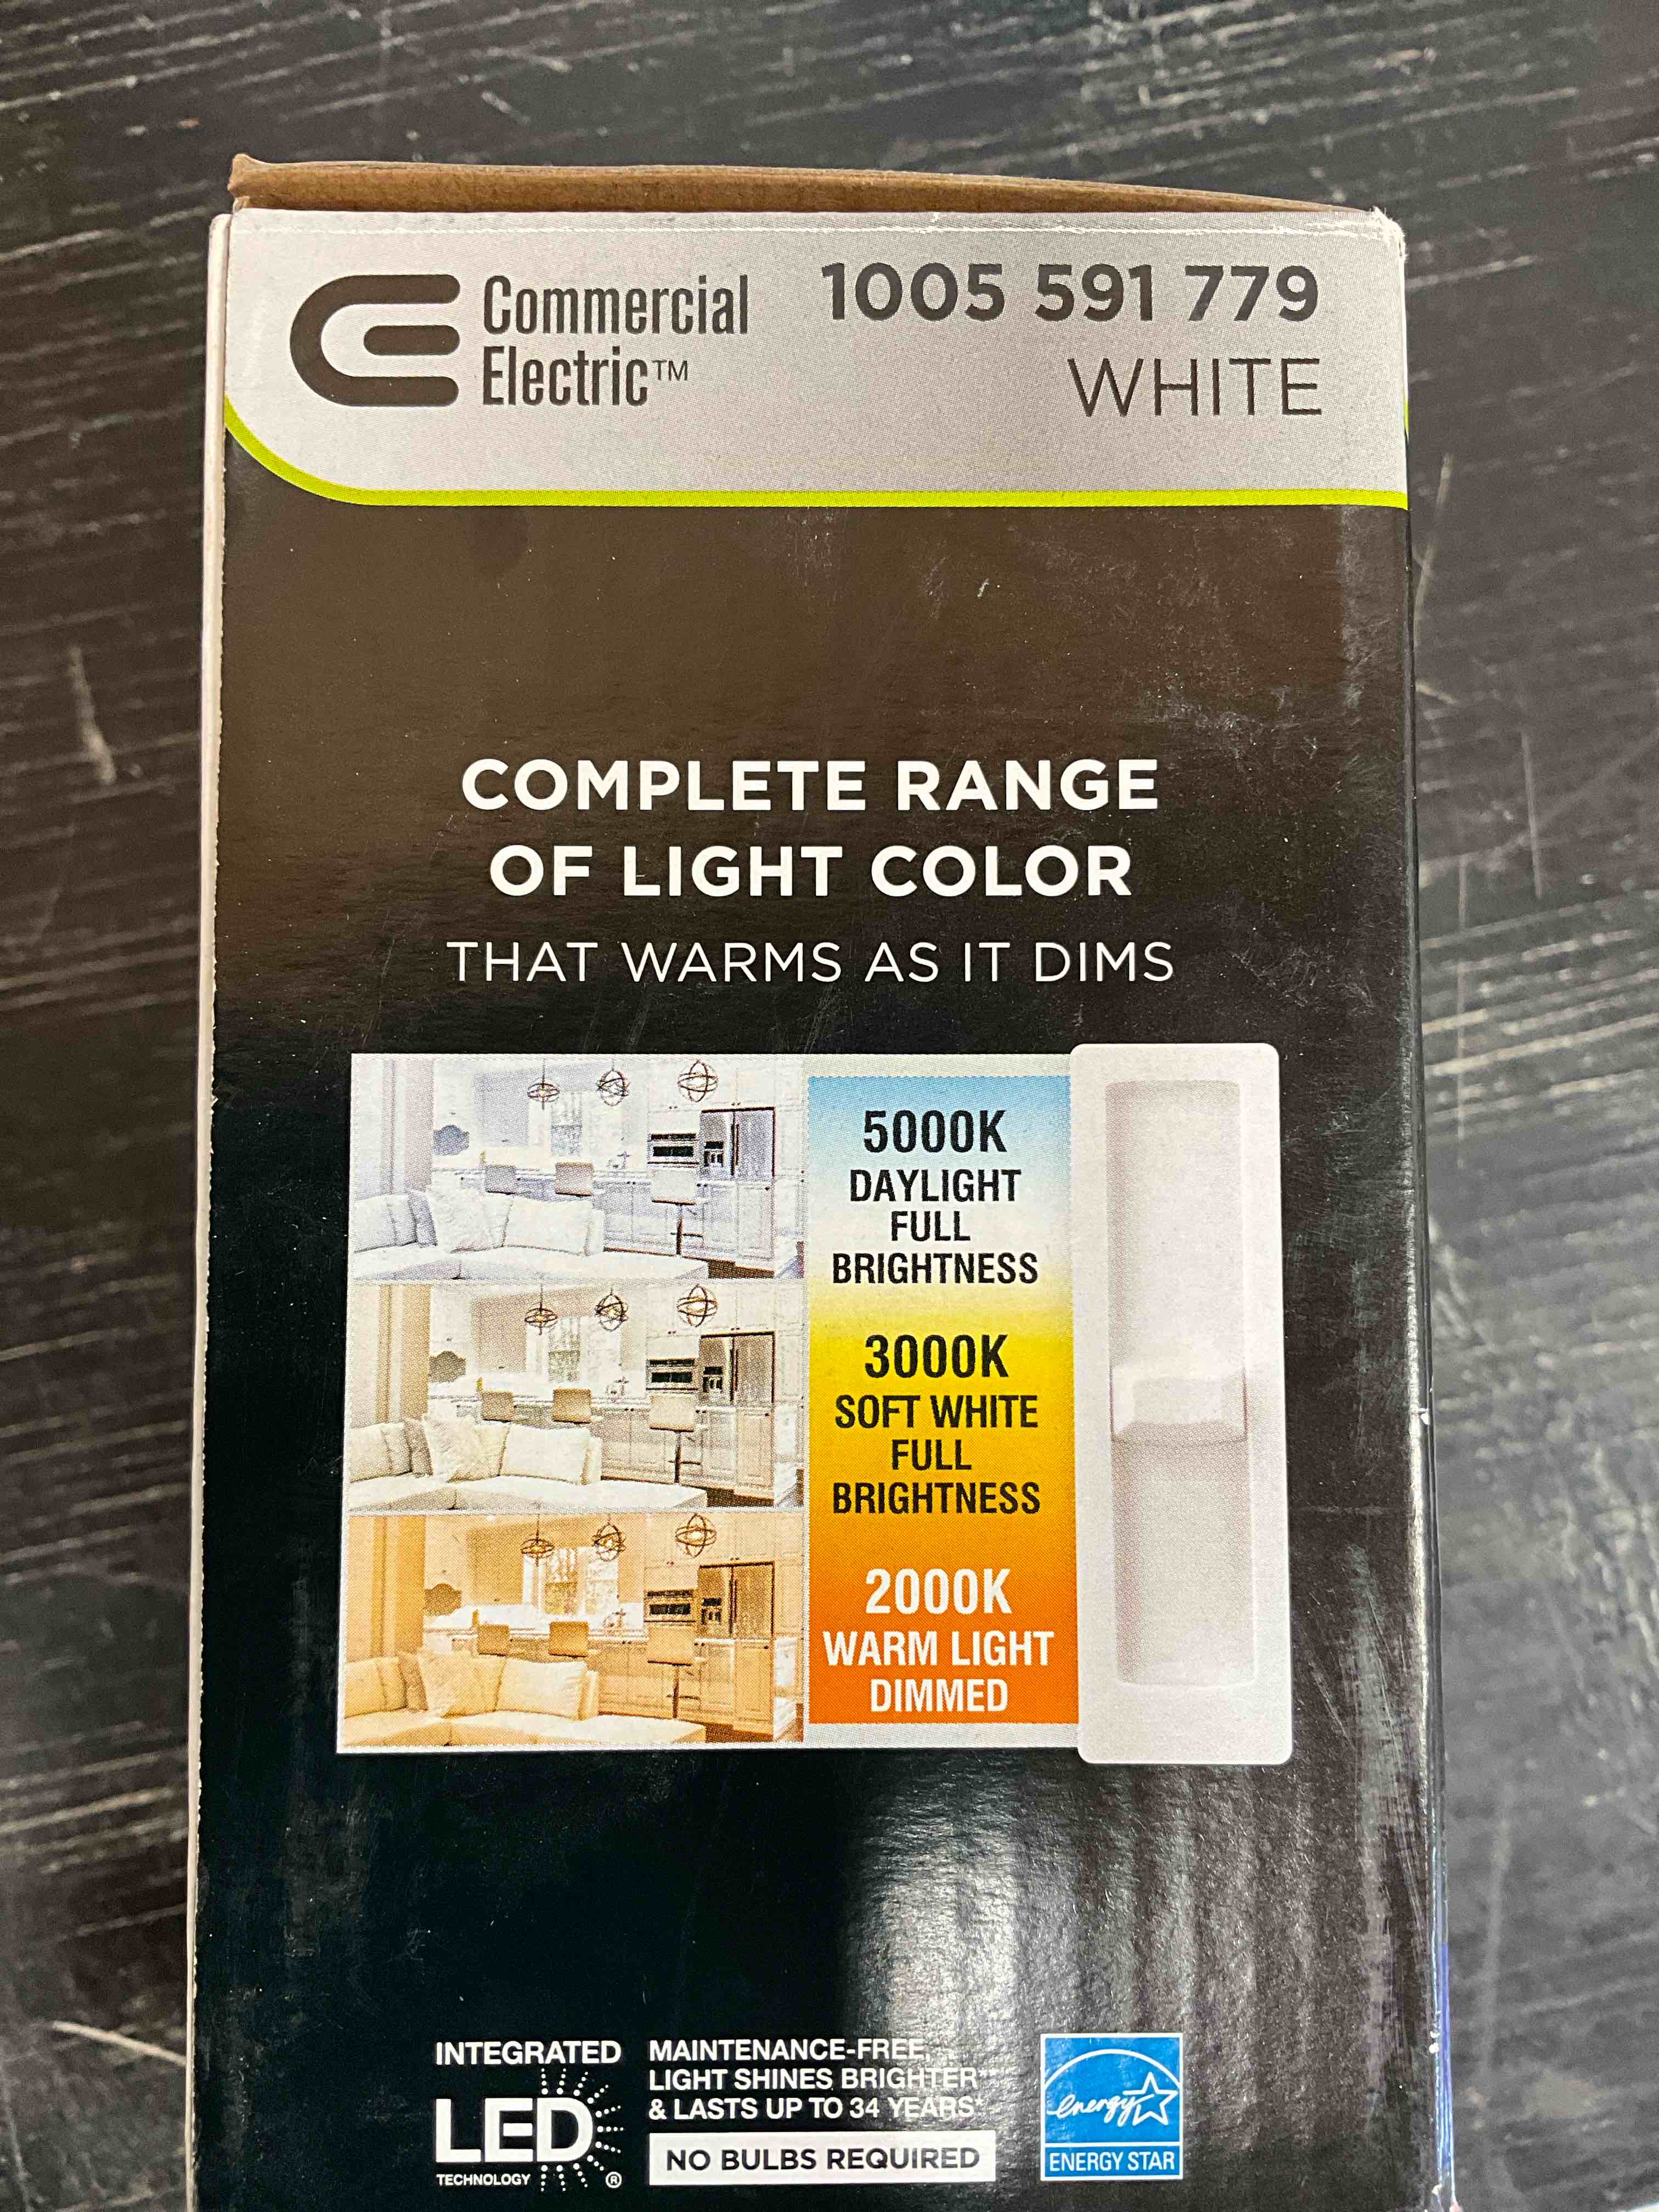 Commercial
Electric™
1005 591 779
WHITE
COMPLETE RANGE
OF LIGHT COLOR
THAT WARMS AS IT DIMS
5000K
DAYLIGHT
FULL
BRIGHTNESS
3000K
SOFT WHITE
FULL
BRIGHTNESS
2000K
WARM LIGHT
DIMMED
INTEGRATED
LED
TECHNOLOGY ®
MAINTENANCE-FREE,
LIGHT SHINES BRIGHTER**
& LASTS UP TO 34 YEARS*
NO BULBS REQUIRED
energy
ENERGY STAR